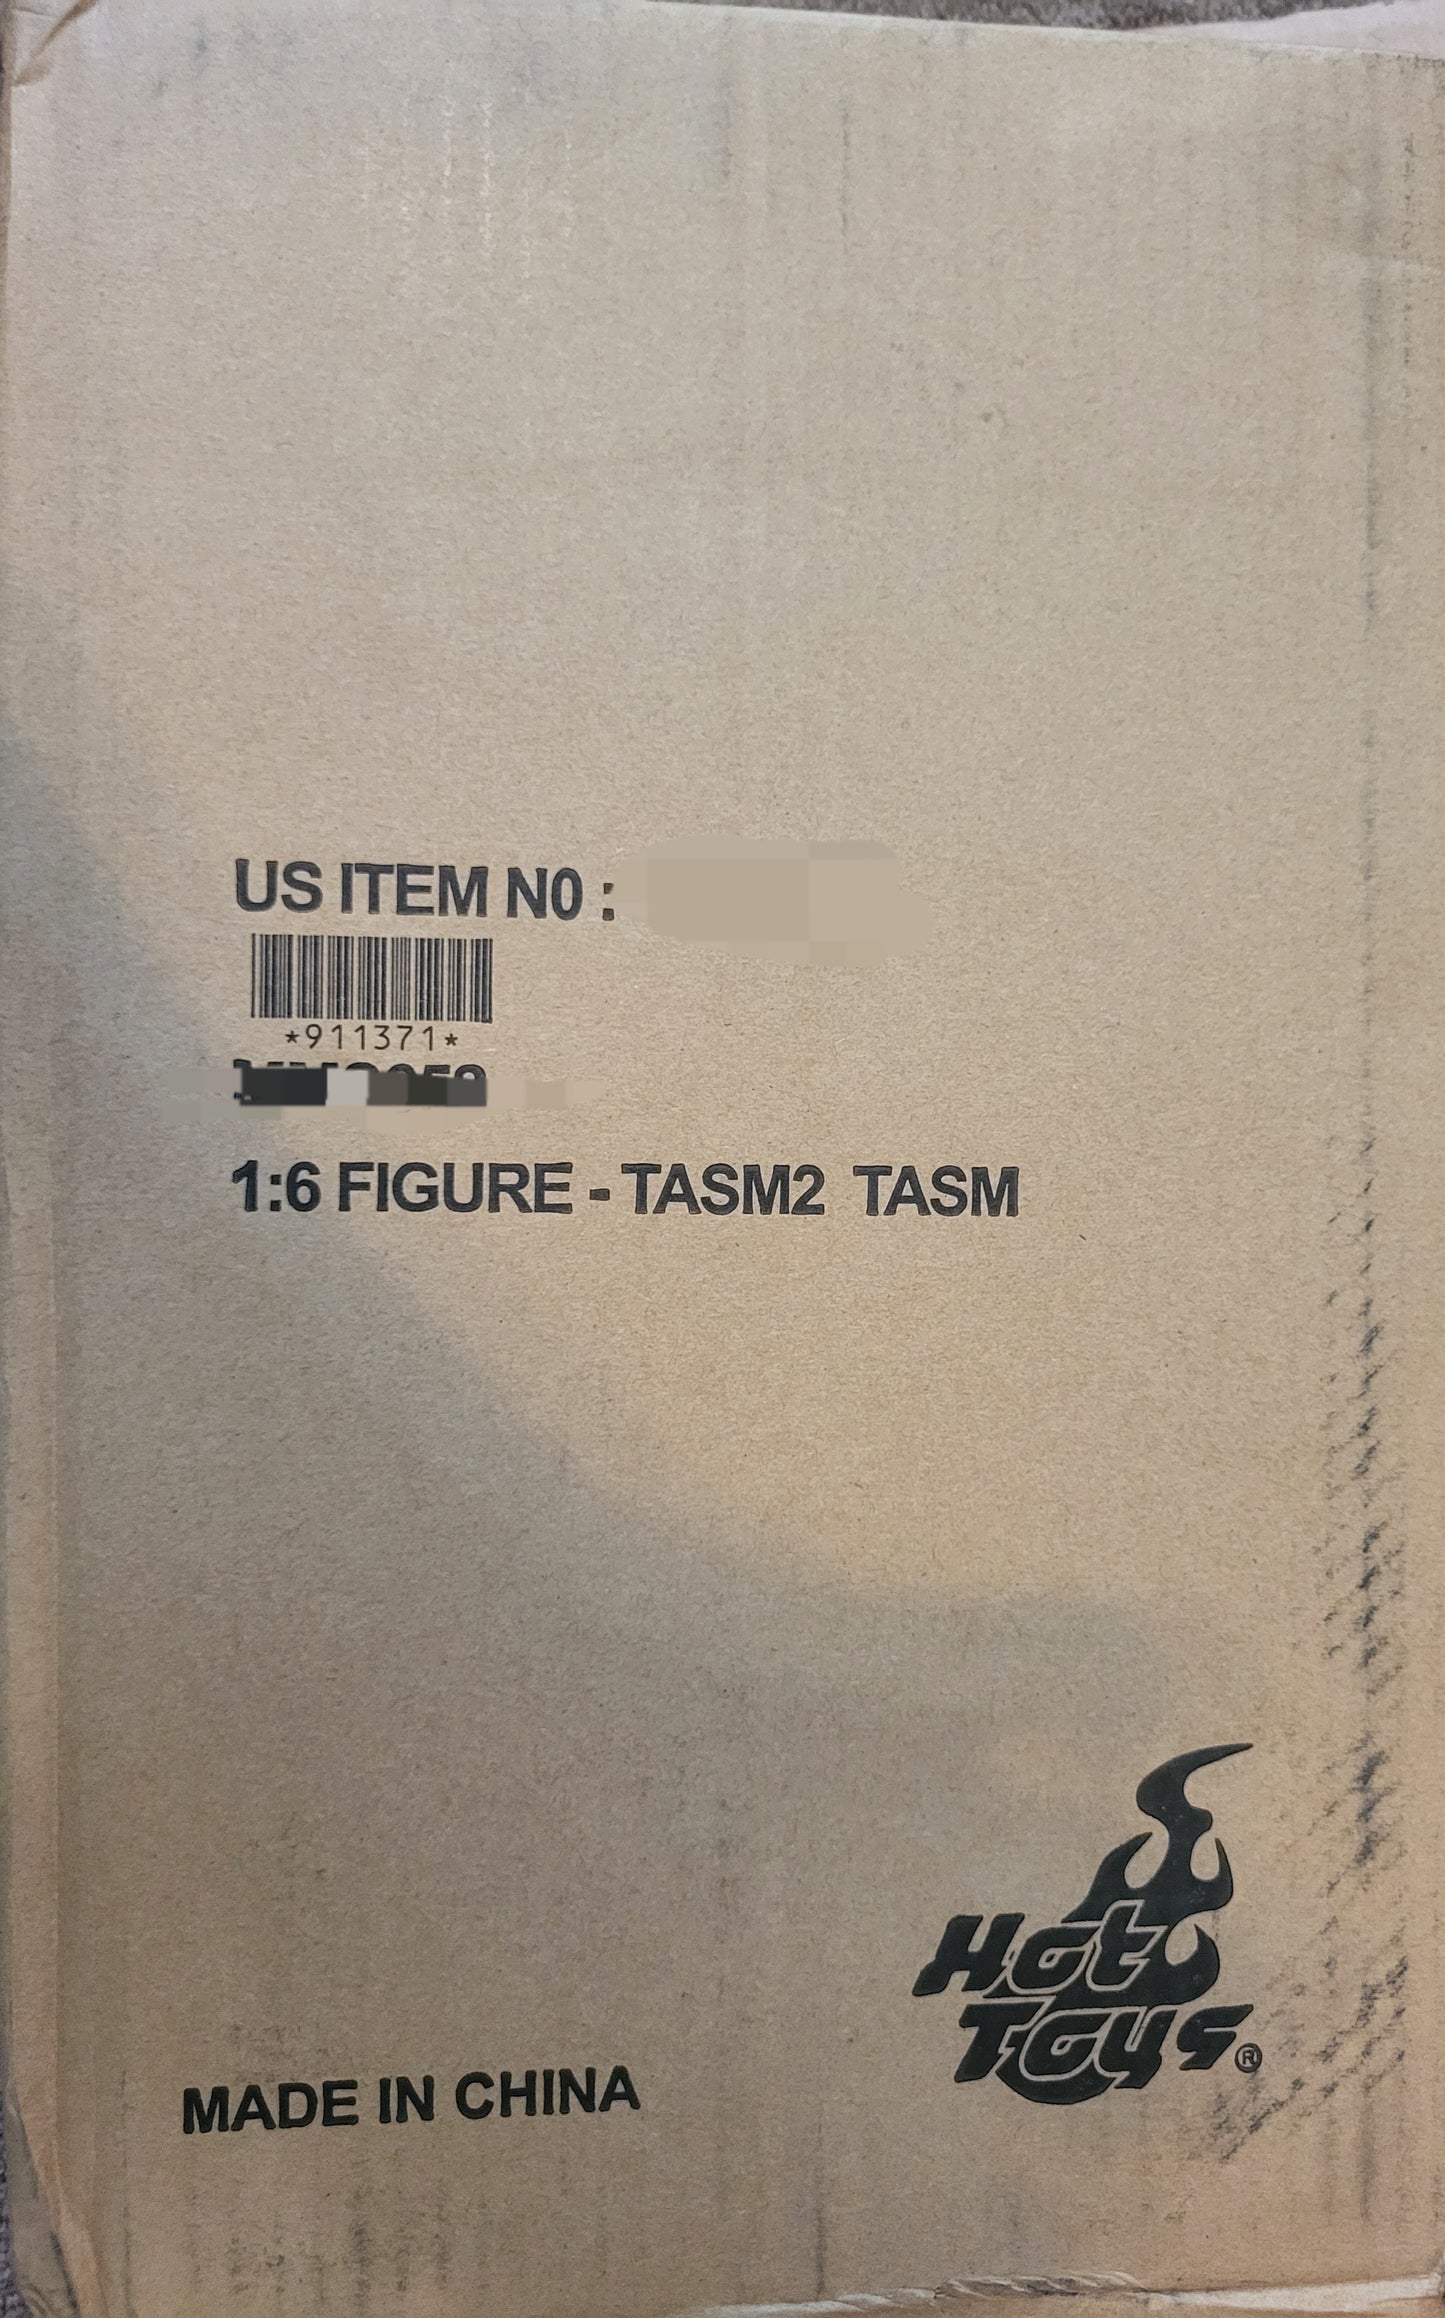 US ITEM N0 :
*911371*
1:6 FIGURE - TASM2 TASM
Hot
Toys®
MADE IN CHINA